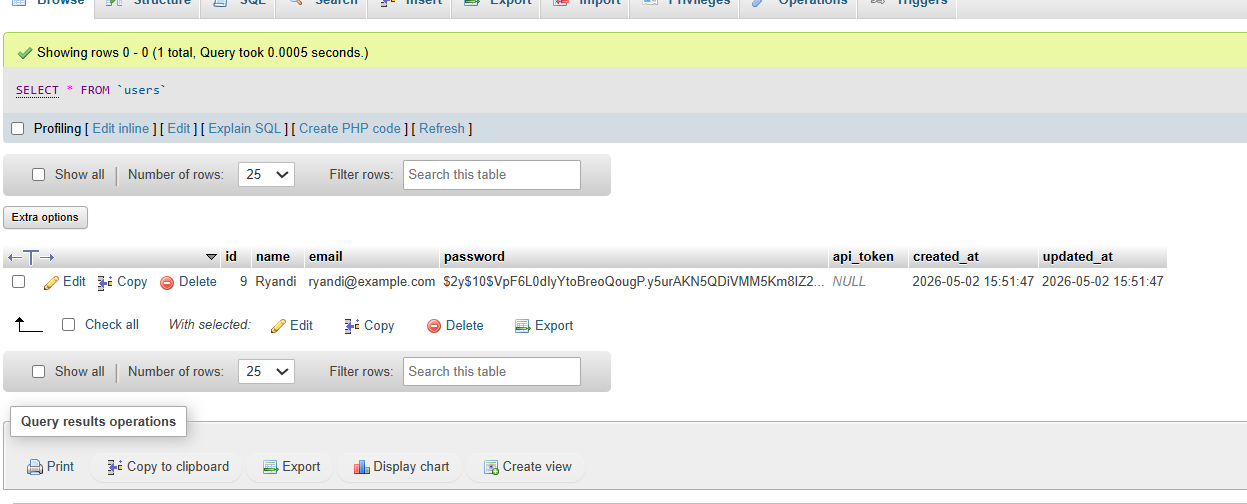 Browse Structure SQL Search Insert Export Import Privileges Operations Triggers
Showing rows 0 - 0 (1 total, Query took 0.0005 seconds.)
SELECT * FROM `users`
Profiling [ Edit inline ] [ Edit ] [ Explain SQL ] [ Create PHP code ] [ Refresh ]
Show all Number of rows: 25 Filter rows: Search this table
Extra options
id name email password api_token created_at updated_at
Edit Copy Delete 9 Ryandi ryandi@example.com $2y$10$VpF6L0dIyYtoBreoQougP.y5urAKN5QDiVMM5Km8IZ2... NULL 2026-05-02 15:51:47 2026-05-02 15:51:47
Check all With selected: Edit Copy Delete Export
Show all Number of rows: 25 Filter rows: Search this table
Query results operations
Print Copy to clipboard Export Display chart Create view